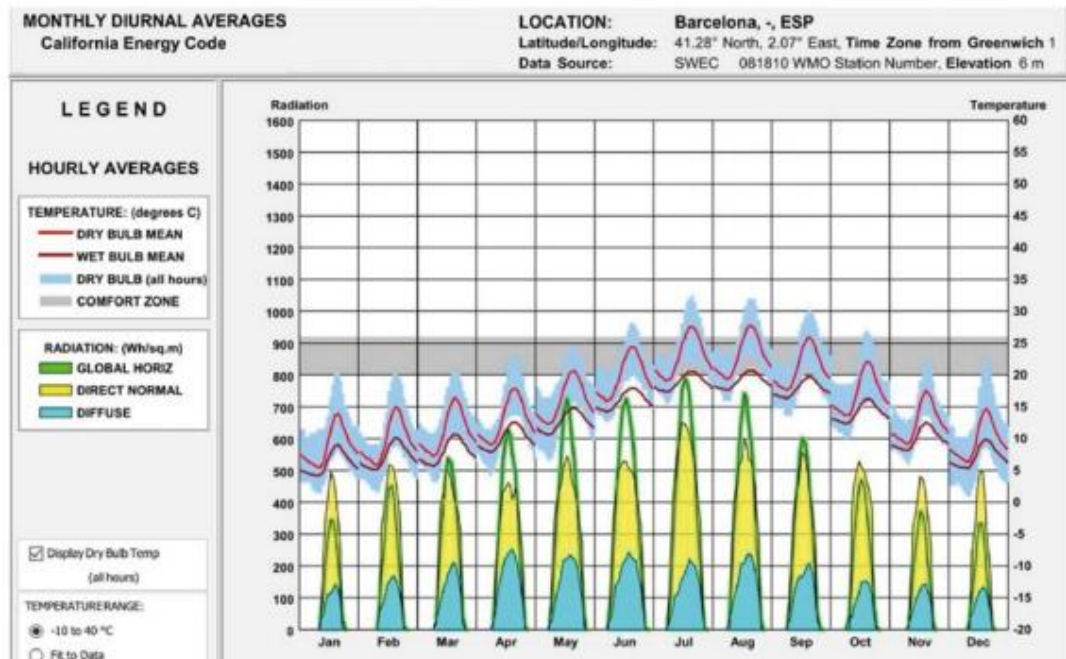 MONTHLY DIURNAL AVERAGES
California Energy Code
LOCATION: Barcelona, -, ESP
Latitude/Longitude: 41.28° North, 2.07° East, Time Zone from Greenwich 1
Data Source: SWEC 081810 WMO Station Number, Elevation 6 m
LEGEND
HOURLY AVERAGES
TEMPERATURE: (degrees C)
DRY BULB MEAN
WET BULB MEAN
DRY BULB (all hours)
COMFORT ZONE
RADIATION: (Wh/sq.m)
GLOBAL HORIZ
DIRECT NORMAL
DIFFUSE
Display Dry Bulb Temp
(all hours)
TEMPERATURE RANGE:
-10 to 40 °C
Fit to Data
Radiation
1600
1500
1400
1300
1200
1100
1000
900
800
700
600
500
400
300
200
100
0
Temperature
60
55
50
45
40
35
30
25
20
15
10
5
0
-5
-10
-15
-20
Jan Feb Mar Apr May Jun Jul Aug Sep Oct Nov Dec